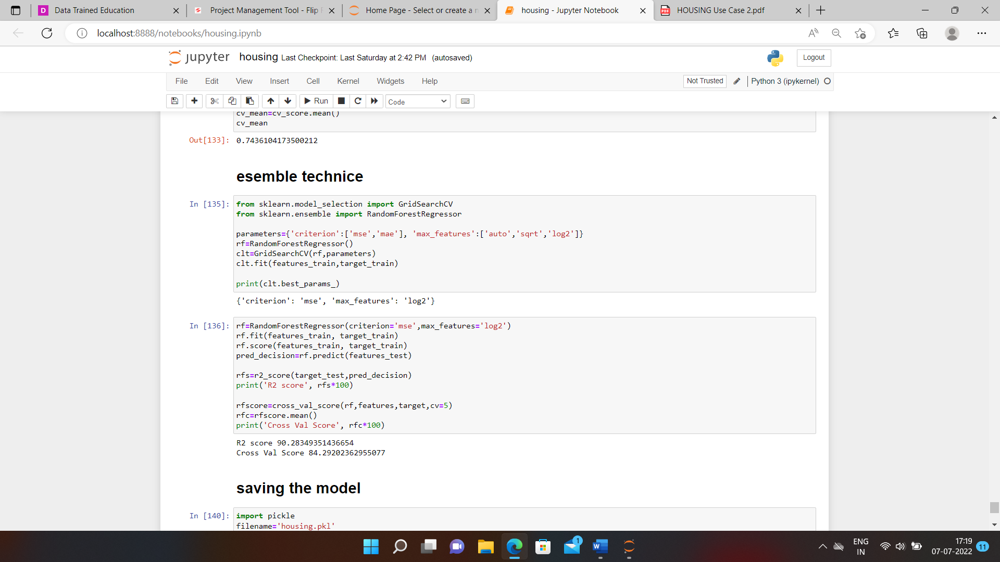 Data Trained Education
Project Management Tool - Flip
Home Page - Select or create a n
housing - Jupyter Notebook
HOUSING Use Case 2.pdf
localhost:8888/notebooks/housing.ipynb
jupyter housing Last Checkpoint: Last Saturday at 2:42 PM (autosaved)
Logout
File Edit View Insert Cell Kernel Widgets Help
Not Trusted
Python 3 (ipykernel)
Run
Code
cv_mean=cv_score.mean()
cv_mean
Out[133]: 0.7436104173500212
esemble technice
In [135]: from sklearn.model_selection import GridSearchCV
from sklearn.ensemble import RandomForestRegressor
parameters={'criterion':['mse','mae'], 'max_features':['auto','sqrt','log2']}
rf=RandomForestRegressor()
clt=GridSearchCV(rf,parameters)
clt.fit(features_train,target_train)
print(clt.best_params_)
{'criterion': 'mse', 'max_features': 'log2'}
In [136]: rf=RandomForestRegressor(criterion='mse',max_features='log2')
rf.fit(features_train, target_train)
rf.score(features_train, target_train)
pred_decision=rf.predict(features_test)
rfs=r2_score(target_test,pred_decision)
print('R2 score', rfs*100)
rfscore=cross_val_score(rf,features,target,cv=5)
rfc=rfscore.mean()
print('Cross Val Score', rfc*100)
R2 score 90.28349351436654
Cross Val Score 84.29202362955077
saving the model
In [140]: import pickle
filename='housing.pkl'
1
ENG
IN
17:19
07-07-2022
11